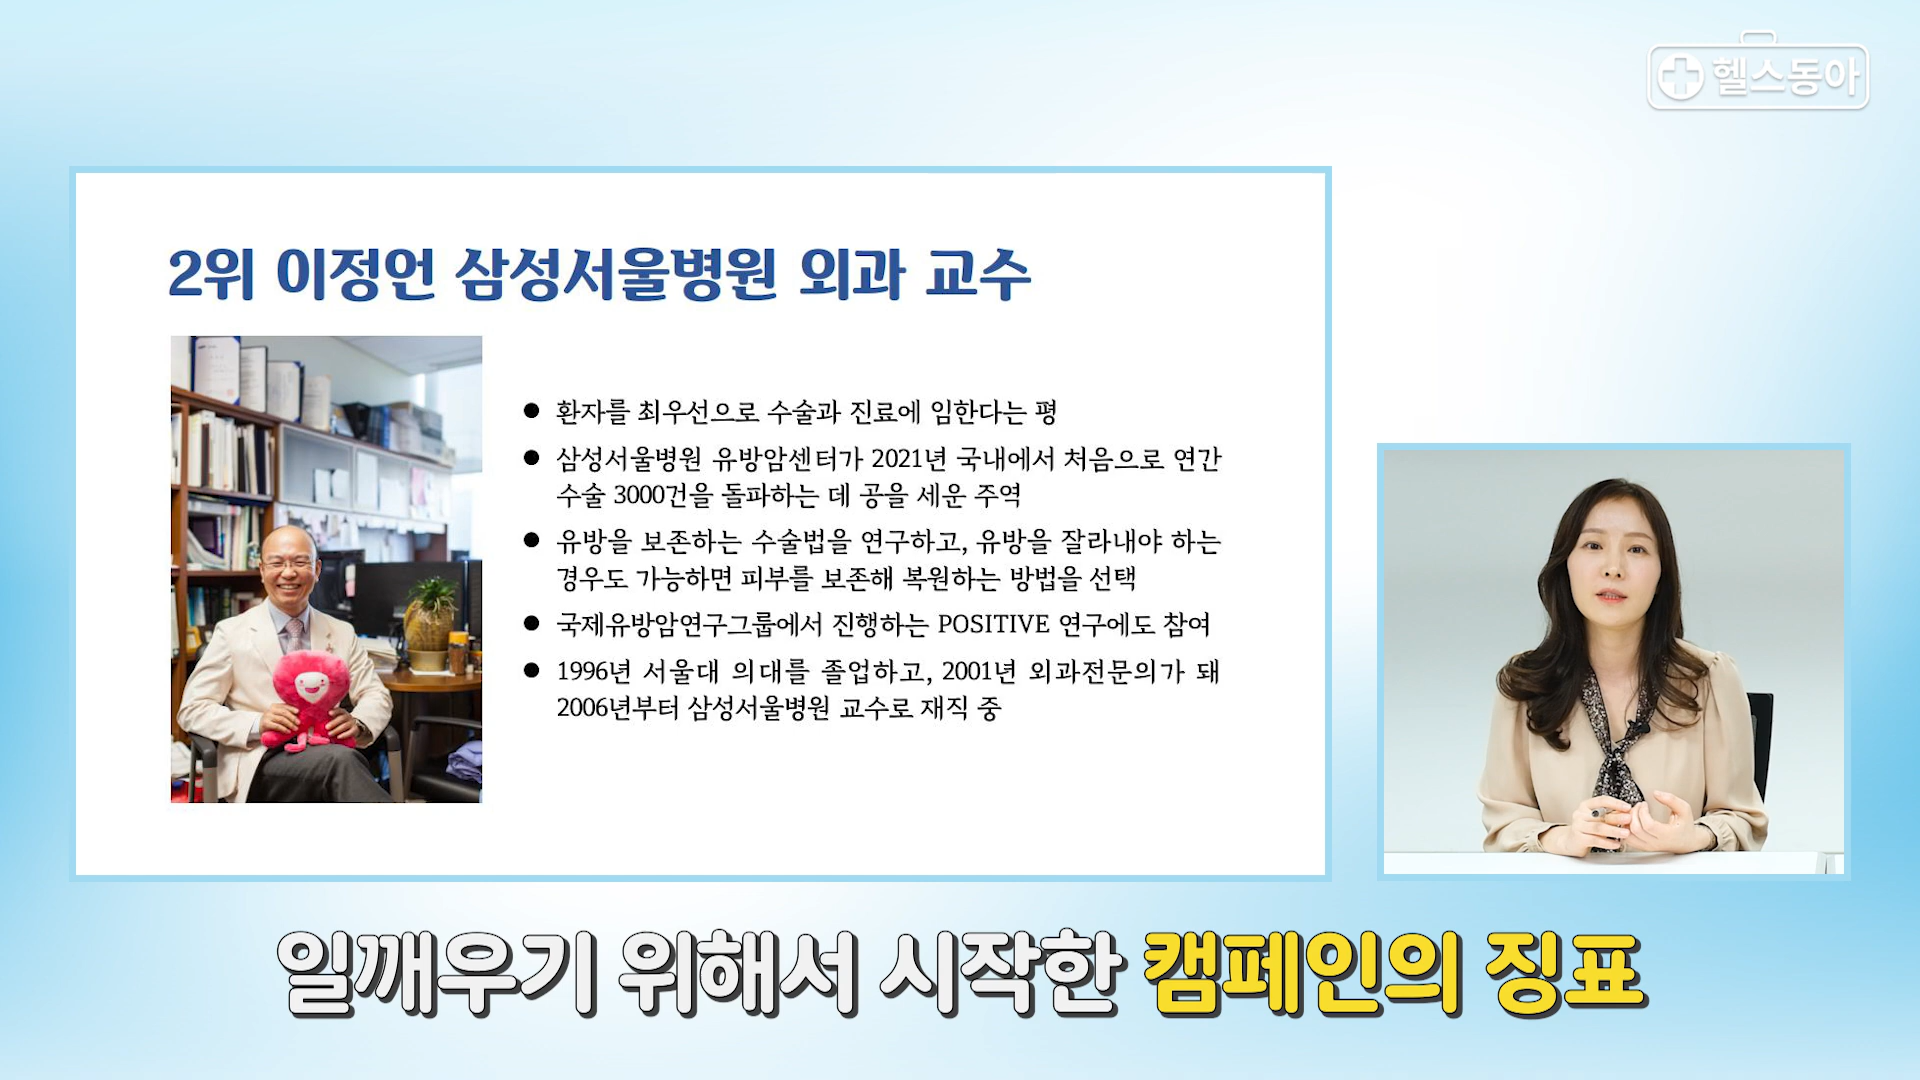 헬스동아
2위 이정언 삼성서울병원 외과 교수
● 환자를 최우선으로 수술과 진료에 임한다는 평
● 삼성서울병원 유방암센터가 2021년 국내에서 처음으로 연간
수술 3000건을 돌파하는 데 공을 세운 주역
● 유방을 보존하는 수술법을 연구하고, 유방을 잘라내야 하는
경우도 가능하면 피부를 보존해 복원하는 방법을 선택
● 국제유방암연구그룹에서 진행하는 POSITIVE 연구에도 참여
● 1996년 서울대 의대를 졸업하고, 2001년 외과전문의가 돼
2006년부터 삼성서울병원 교수로 재직 중
일깨우기 위해서 시작한 캠페인의 징표